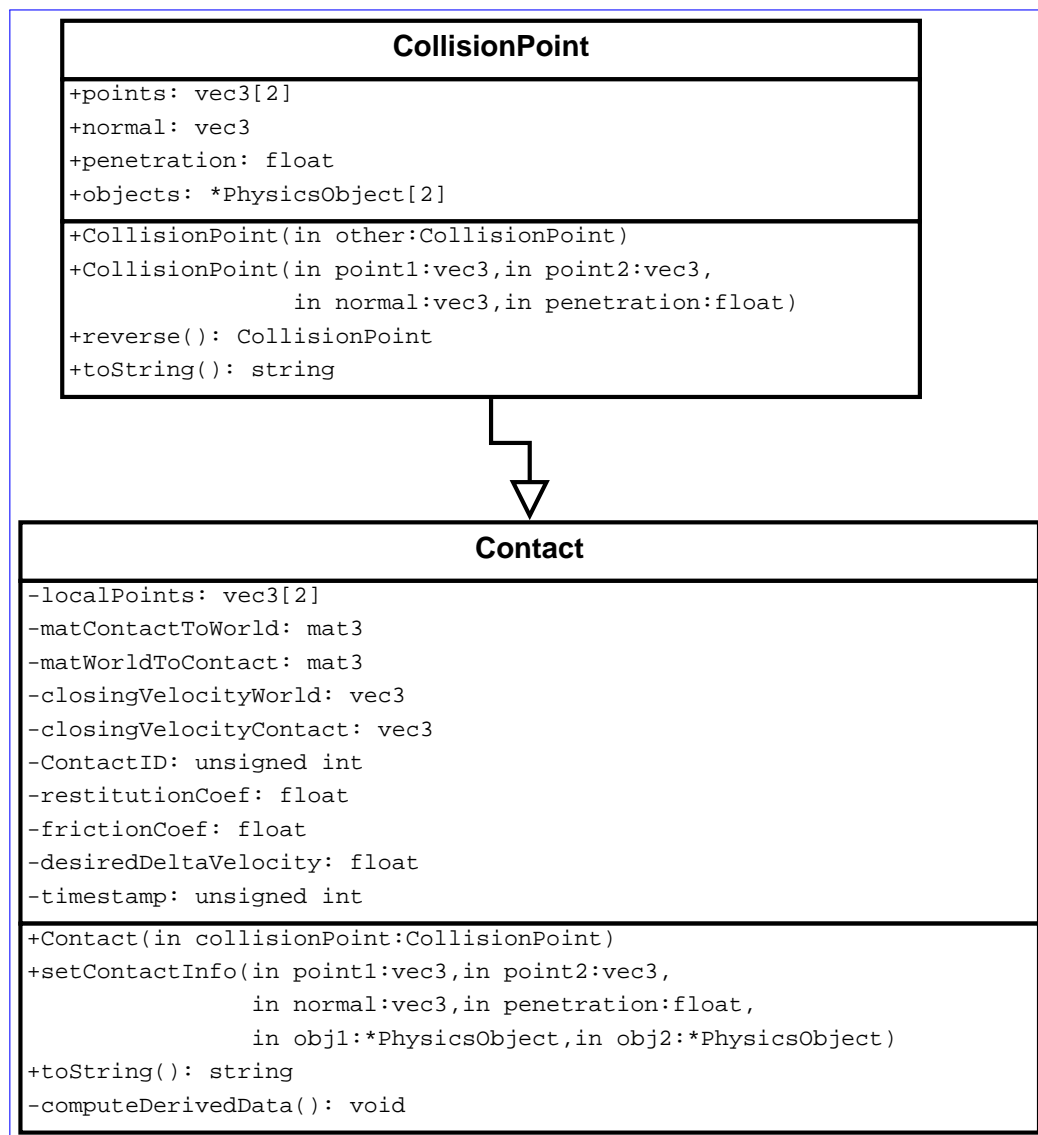 CollisionPoint
+points: vec3[2]
+normal: vec3
+penetration: float
+objects: *PhysicsObject[2]
+CollisionPoint(in other:CollisionPoint)
+CollisionPoint(in point1:vec3,in point2:vec3,
in normal:vec3,in penetration:float)
+reverse(): CollisionPoint
+toString(): string
Contact
-localPoints: vec3[2]
-matContactToWorld: mat3
-matWorldToContact: mat3
-closingVelocityWorld: vec3
-closingVelocityContact: vec3
-ContactID: unsigned int
-restitutionCoef: float
-frictionCoef: float
-desiredDeltaVelocity: float
-timestamp: unsigned int
+Contact(in collisionPoint:CollisionPoint)
+setContactInfo(in point1:vec3,in point2:vec3,
in normal:vec3,in penetration:float,
in obj1:*PhysicsObject,in obj2:*PhysicsObject)
+toString(): string
-computeDerivedData(): void